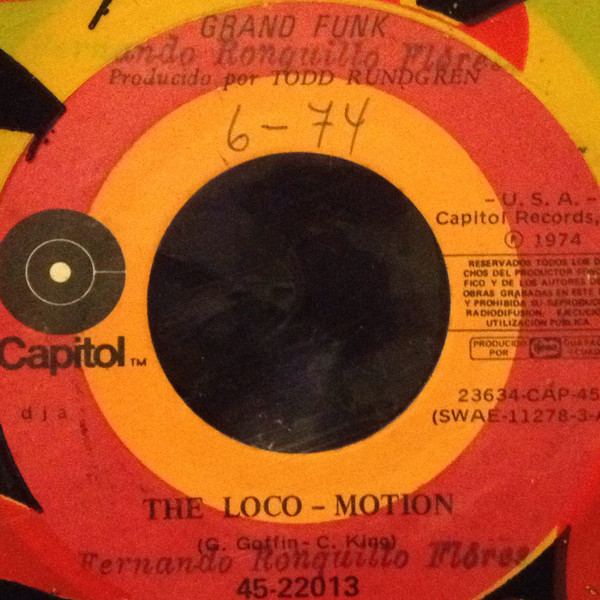 GRAND FUNK
Fernando Ronquillo Flores
Producido por TODD RUNDGREN
6-74
- U. S. A. -
Capitol Records,
℗ 1974
RESERVADOS TODOS LOS D
CHOS DEL PRODUCTOR
FICO Y DE LOS AUTORES DE
OBRAS GRABADAS EN ESTE
Y PROHIBIDA SU REPRODUC
RADIODIFUSION, EJECUCIO
UTILIZACION PUBLICA
PRODUCIDO
POR
Capitol TM
23634-CAP-45
(SWAE-11278-3-A
d j a
THE LOCO - MOTION
(G. Goffin - C. King)
Fernando Ronquillo Flores
45-22013